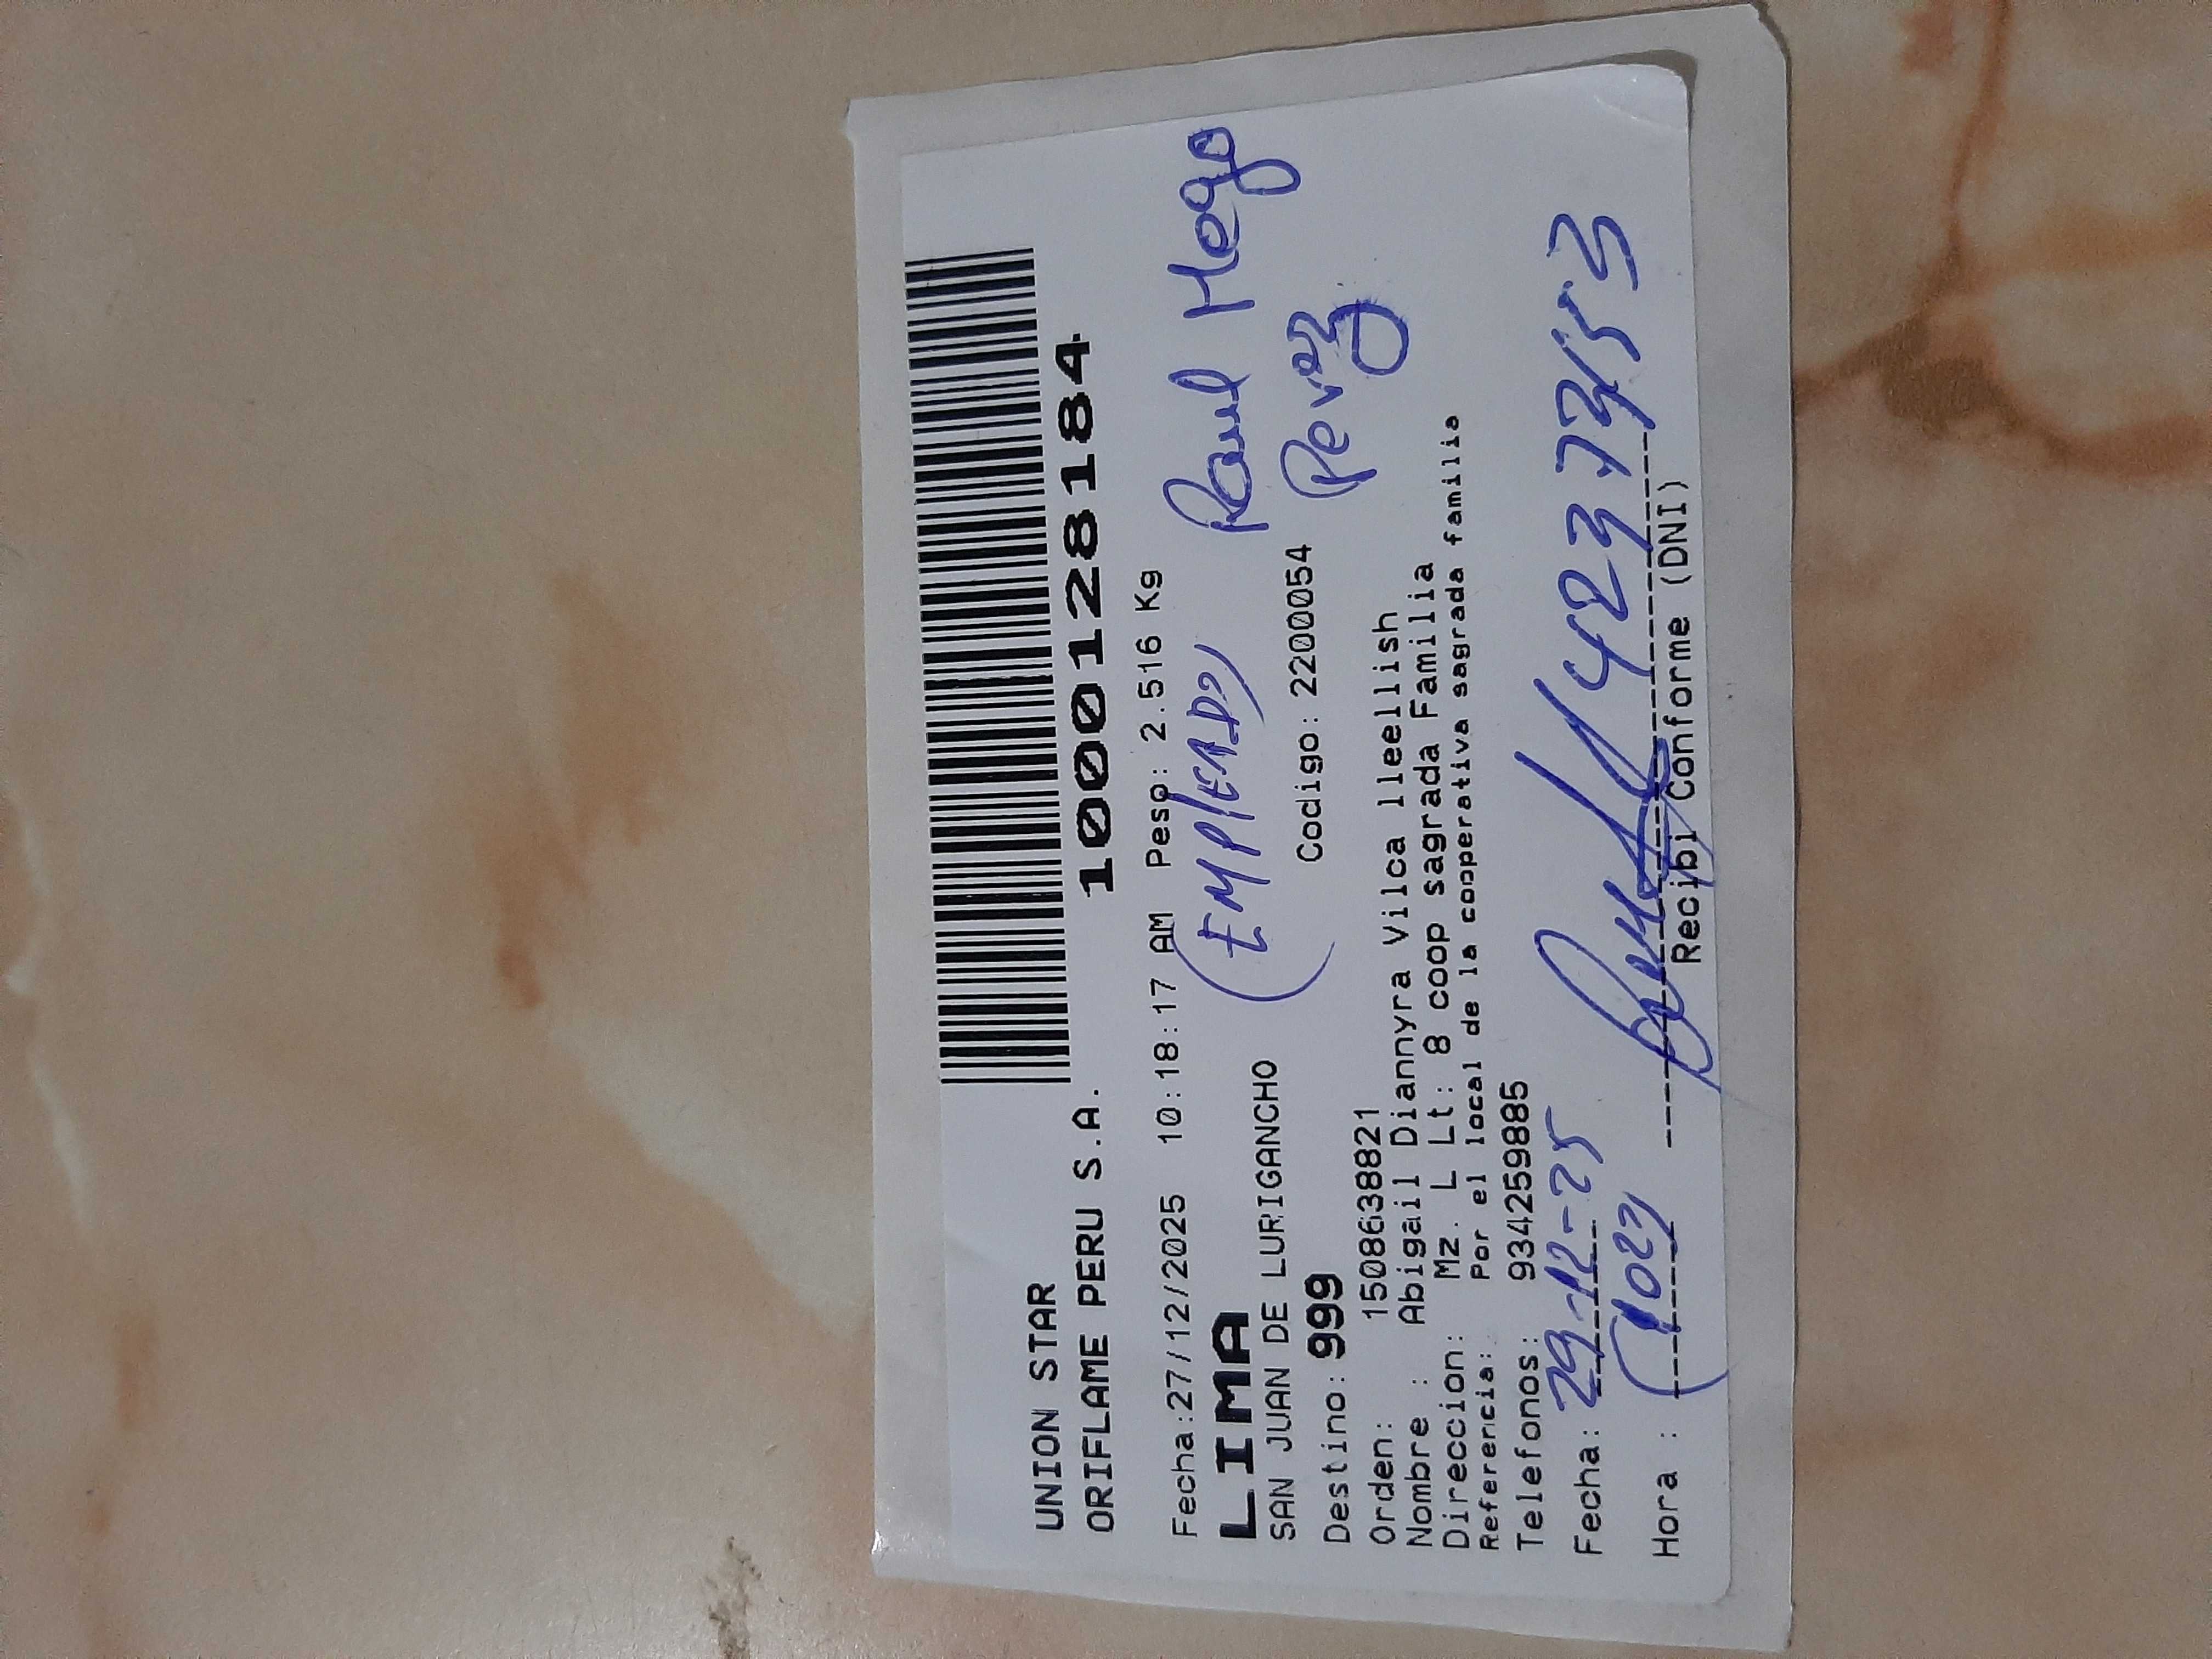 UNION STAR
ORIFLAME PERU S.A.
1000128184
Fecha:27/12/2025 10:18:17 AM Peso: 2.516 Kg
LIMA
(EMPLEADO)
Raul Mego
Perez
SAN JUAN DE LURIGANCHO
Destino: 999 Codigo: 2200054
Orden: 1508638821
Nombre : Abigail Diannyra Vilca lleellish
Direccion: Mz. L Lt: 8 coop sagrada Familia
Referencia: Por el local de la cooperativa sagrada familia
Telefonos: 934259885
Fecha: 29-12-25
Hora :
Recibi Conforme (DNI)